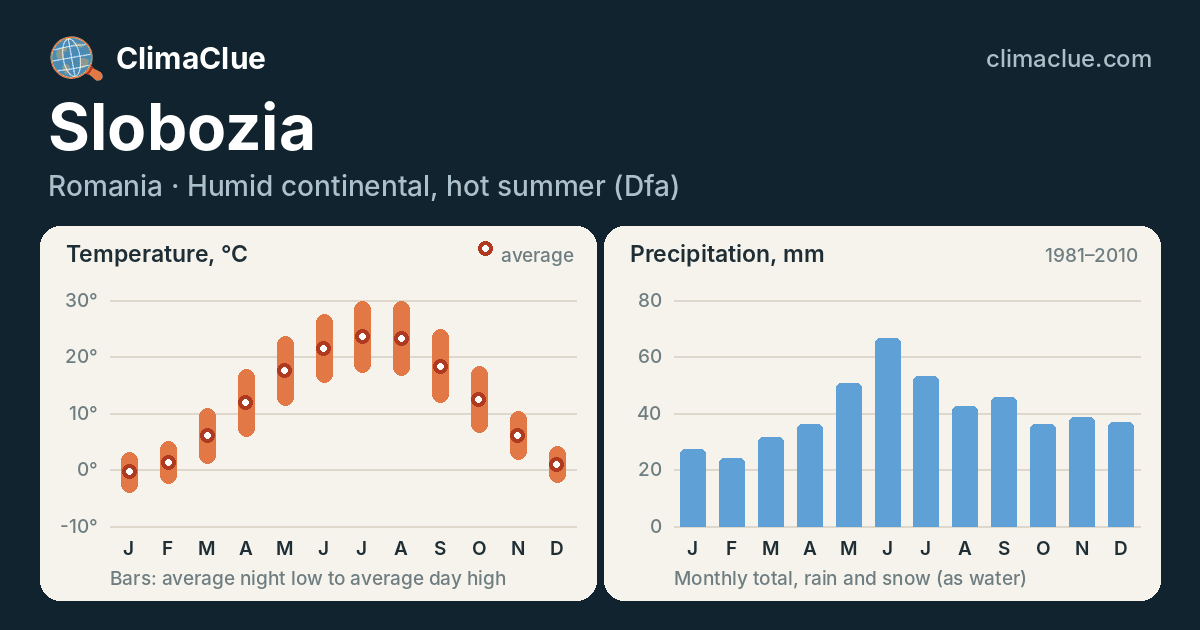 ClimaClue
climaclue.com
Slobozia
Romania · Humid continental, hot summer (Dfa)
Temperature, °C
average
30°
20°
10°
0°
-10°
J F M A M J J A S O N D
Bars: average night low to average day high
Precipitation, mm
1981–2010
80
60
40
20
0
J F M A M J J A S O N D
Monthly total, rain and snow (as water)